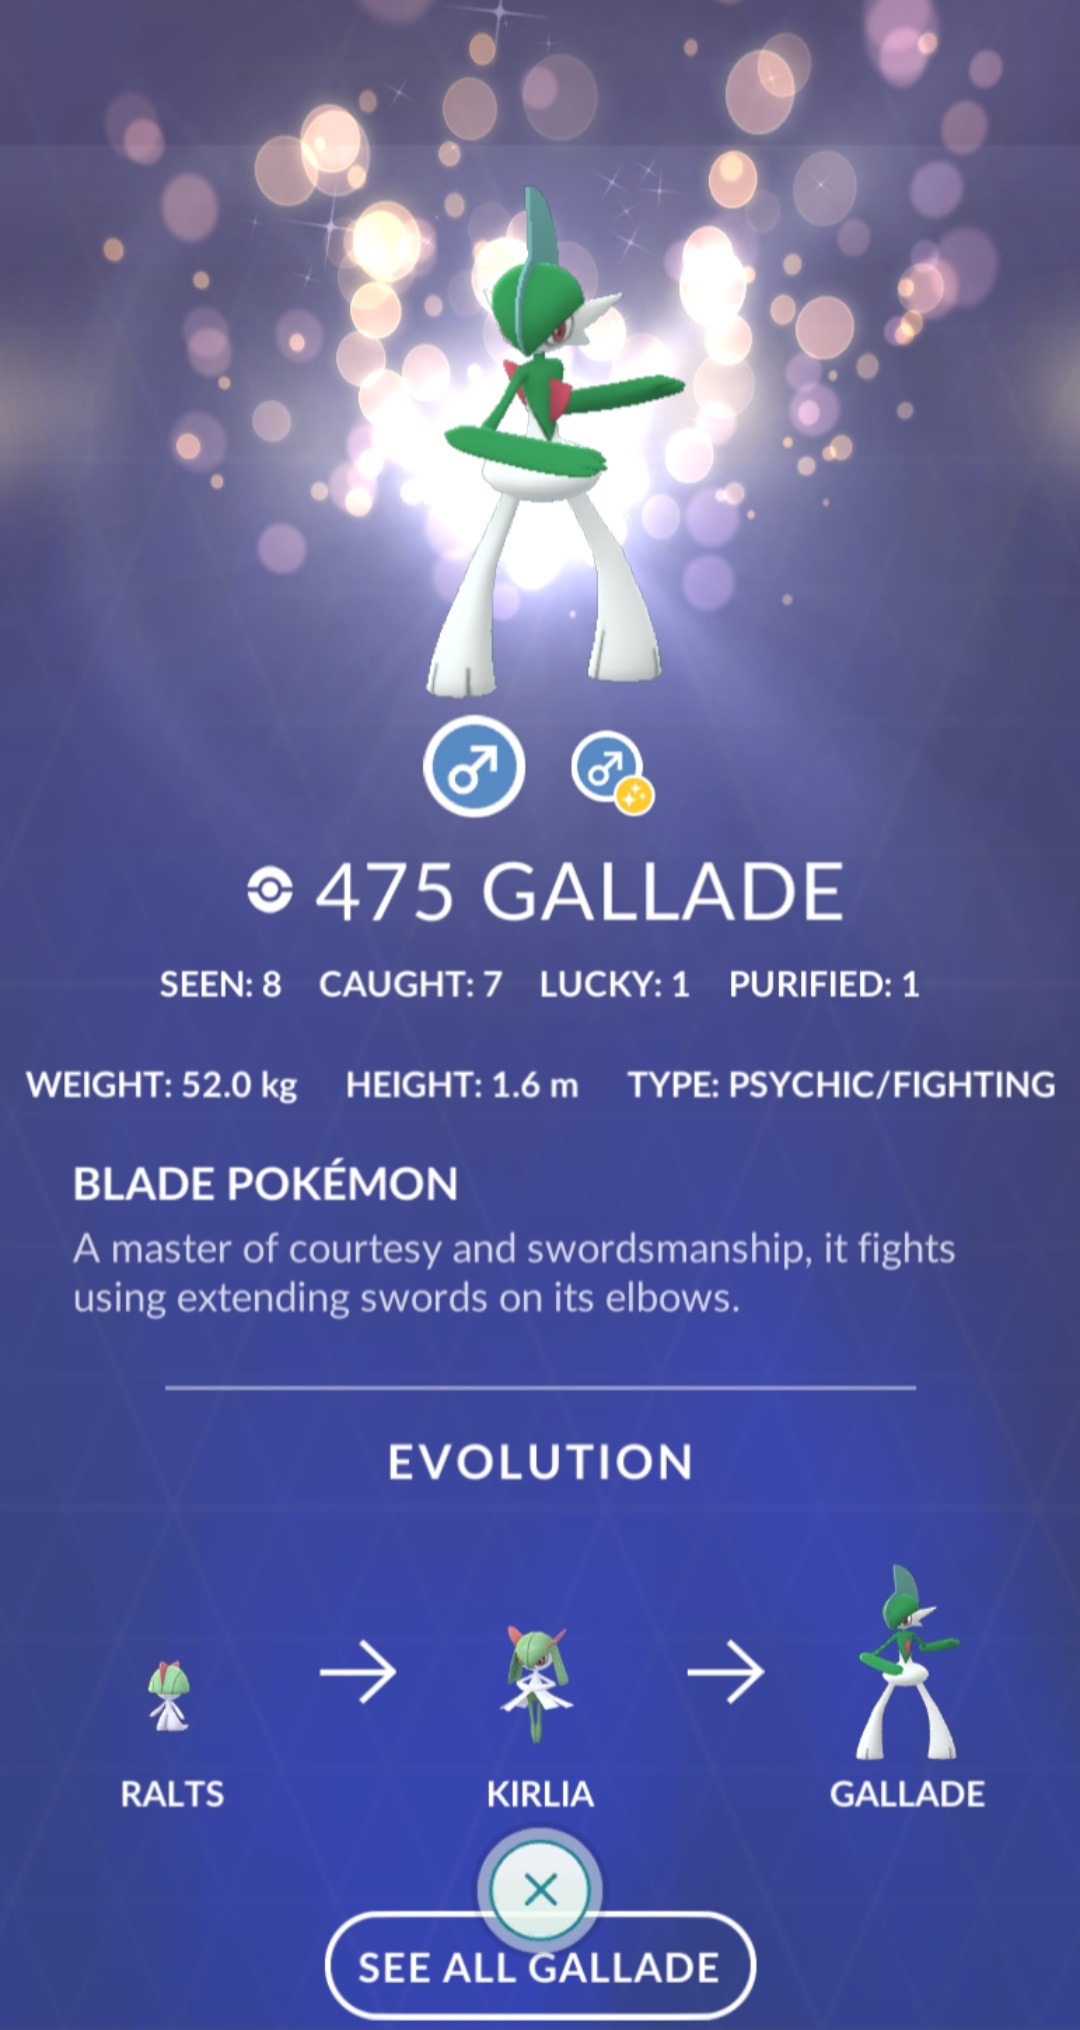 475 GALLADE
SEEN: 8 CAUGHT: 7 LUCKY: 1 PURIFIED: 1
WEIGHT: 52.0 kg HEIGHT: 1.6 m TYPE: PSYCHIC/FIGHTING
BLADE POKÉMON
A master of courtesy and swordsmanship, it fights
using extending swords on its elbows.
EVOLUTION
RALTS KIRLIA GALLADE
SEE ALL GALLADE